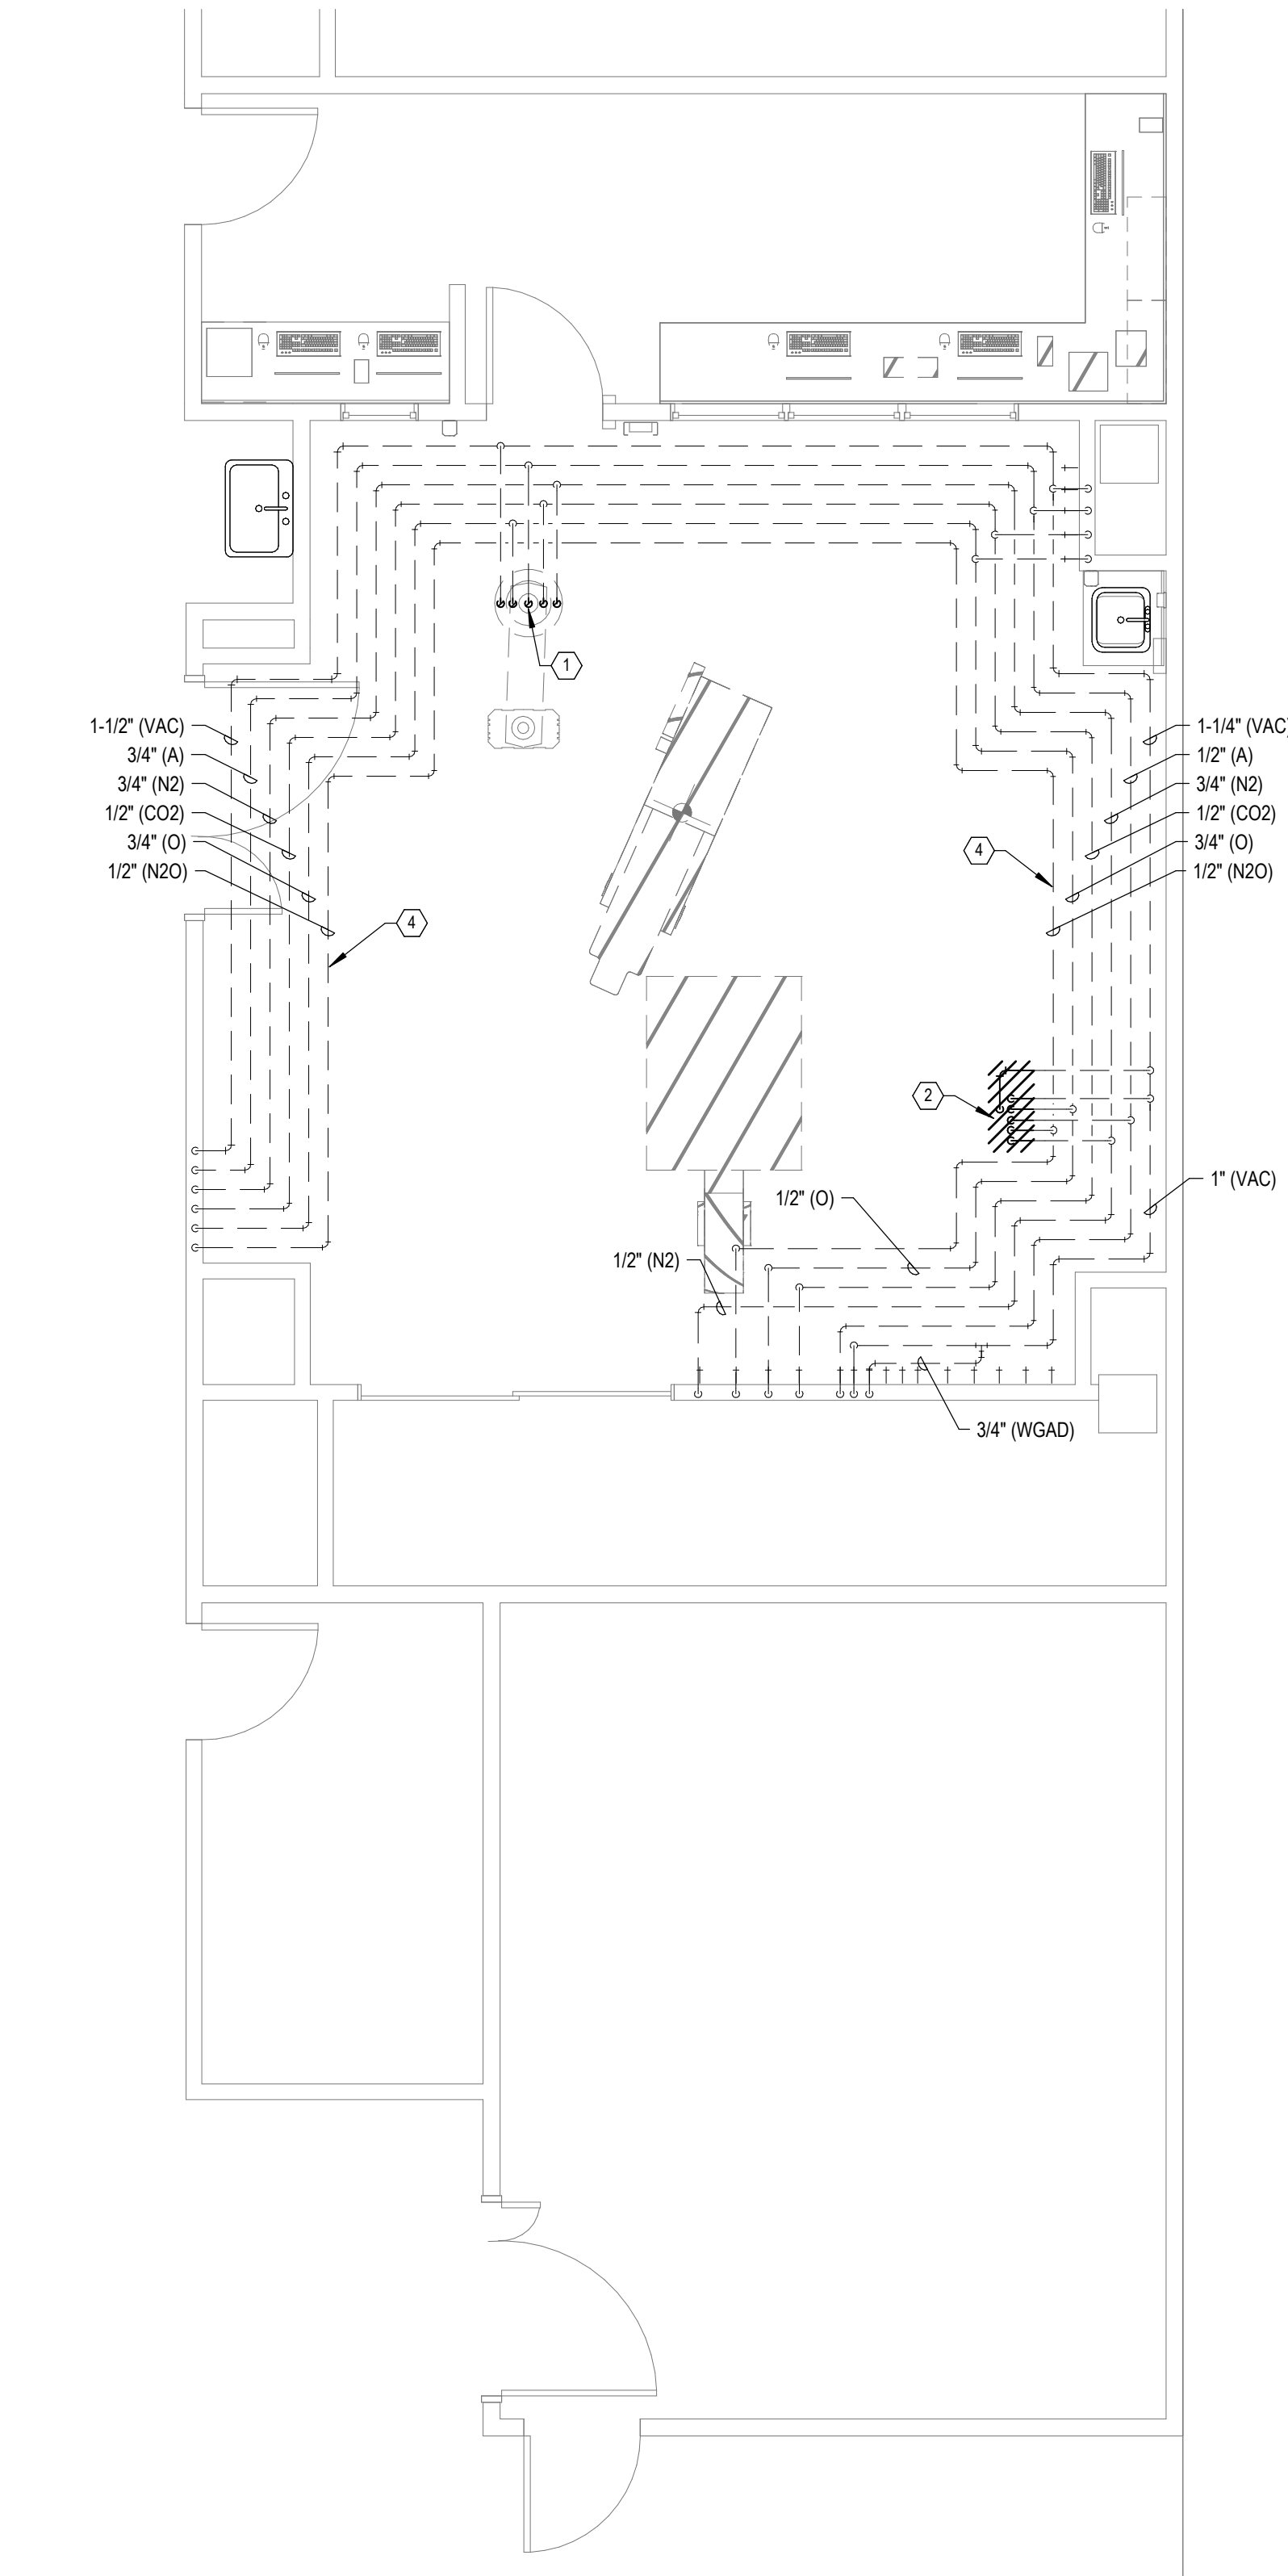 1
1-1/2" (VAC)
3/4" (A)
3/4" (N2)
1/2" (CO2)
3/4" (O)
1/2" (N2O)
4
1-1/4" (VAC)
1/2" (A)
3/4" (N2)
1/2" (CO2)
3/4" (O)
1/2" (N2O)
4
2
1" (VAC)
1/2" (O)
1/2" (N2)
3/4" (WGAD)